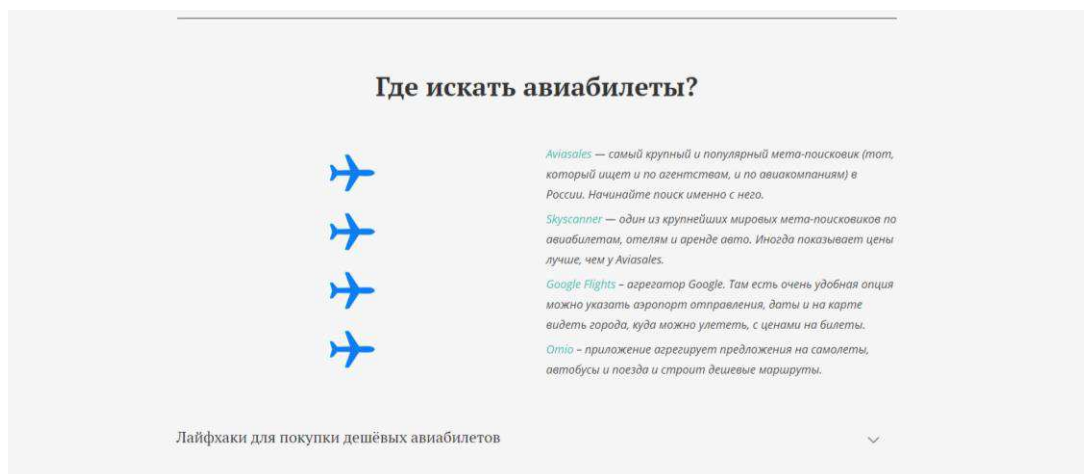 Где искать авиабилеты?
Aviasales — самый крупный и популярный мета-поисковик (тот,
который ищет и по агентствам, и по авиакомпаниям) в
России. Начинайте поиск именно с него.
Skyscanner — один из крупнейших мировых мета-поисковиков по
авиабилетам, отелям и аренде авто. Иногда показывает цены
лучше, чем у Aviasales.
Google Flights – агрегатор Google. Там есть очень удобная опция
можно указать аэропорт отправления, даты и на карте
видеть города, куда можно улететь, с ценами на билеты.
Omio – приложение агрегирует предложения на самолеты,
автобусы и поезда и строит дешевые маршруты.
Лайфхаки для покупки дешёвых авиабилетов